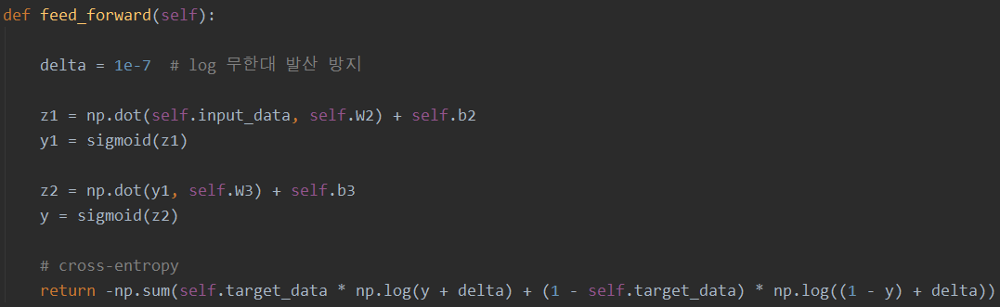 def feed_forward(self):
delta = 1e-7  # log 무한대 발산 방지
z1 = np.dot(self.input_data, self.W2) + self.b2
y1 = sigmoid(z1)
z2 = np.dot(y1, self.W3) + self.b3
y = sigmoid(z2)
# cross-entropy
return -np.sum(self.target_data * np.log(y + delta) + (1 - self.target_data) * np.log((1 - y) + delta))